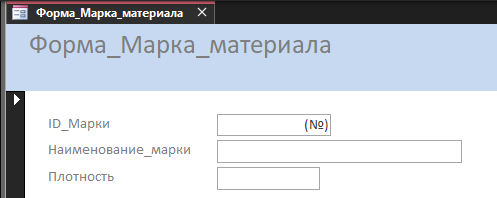 Форма_Марка_материала
Форма_Марка_материала
ID_Марки (№)
Наименование_марки
Плотность